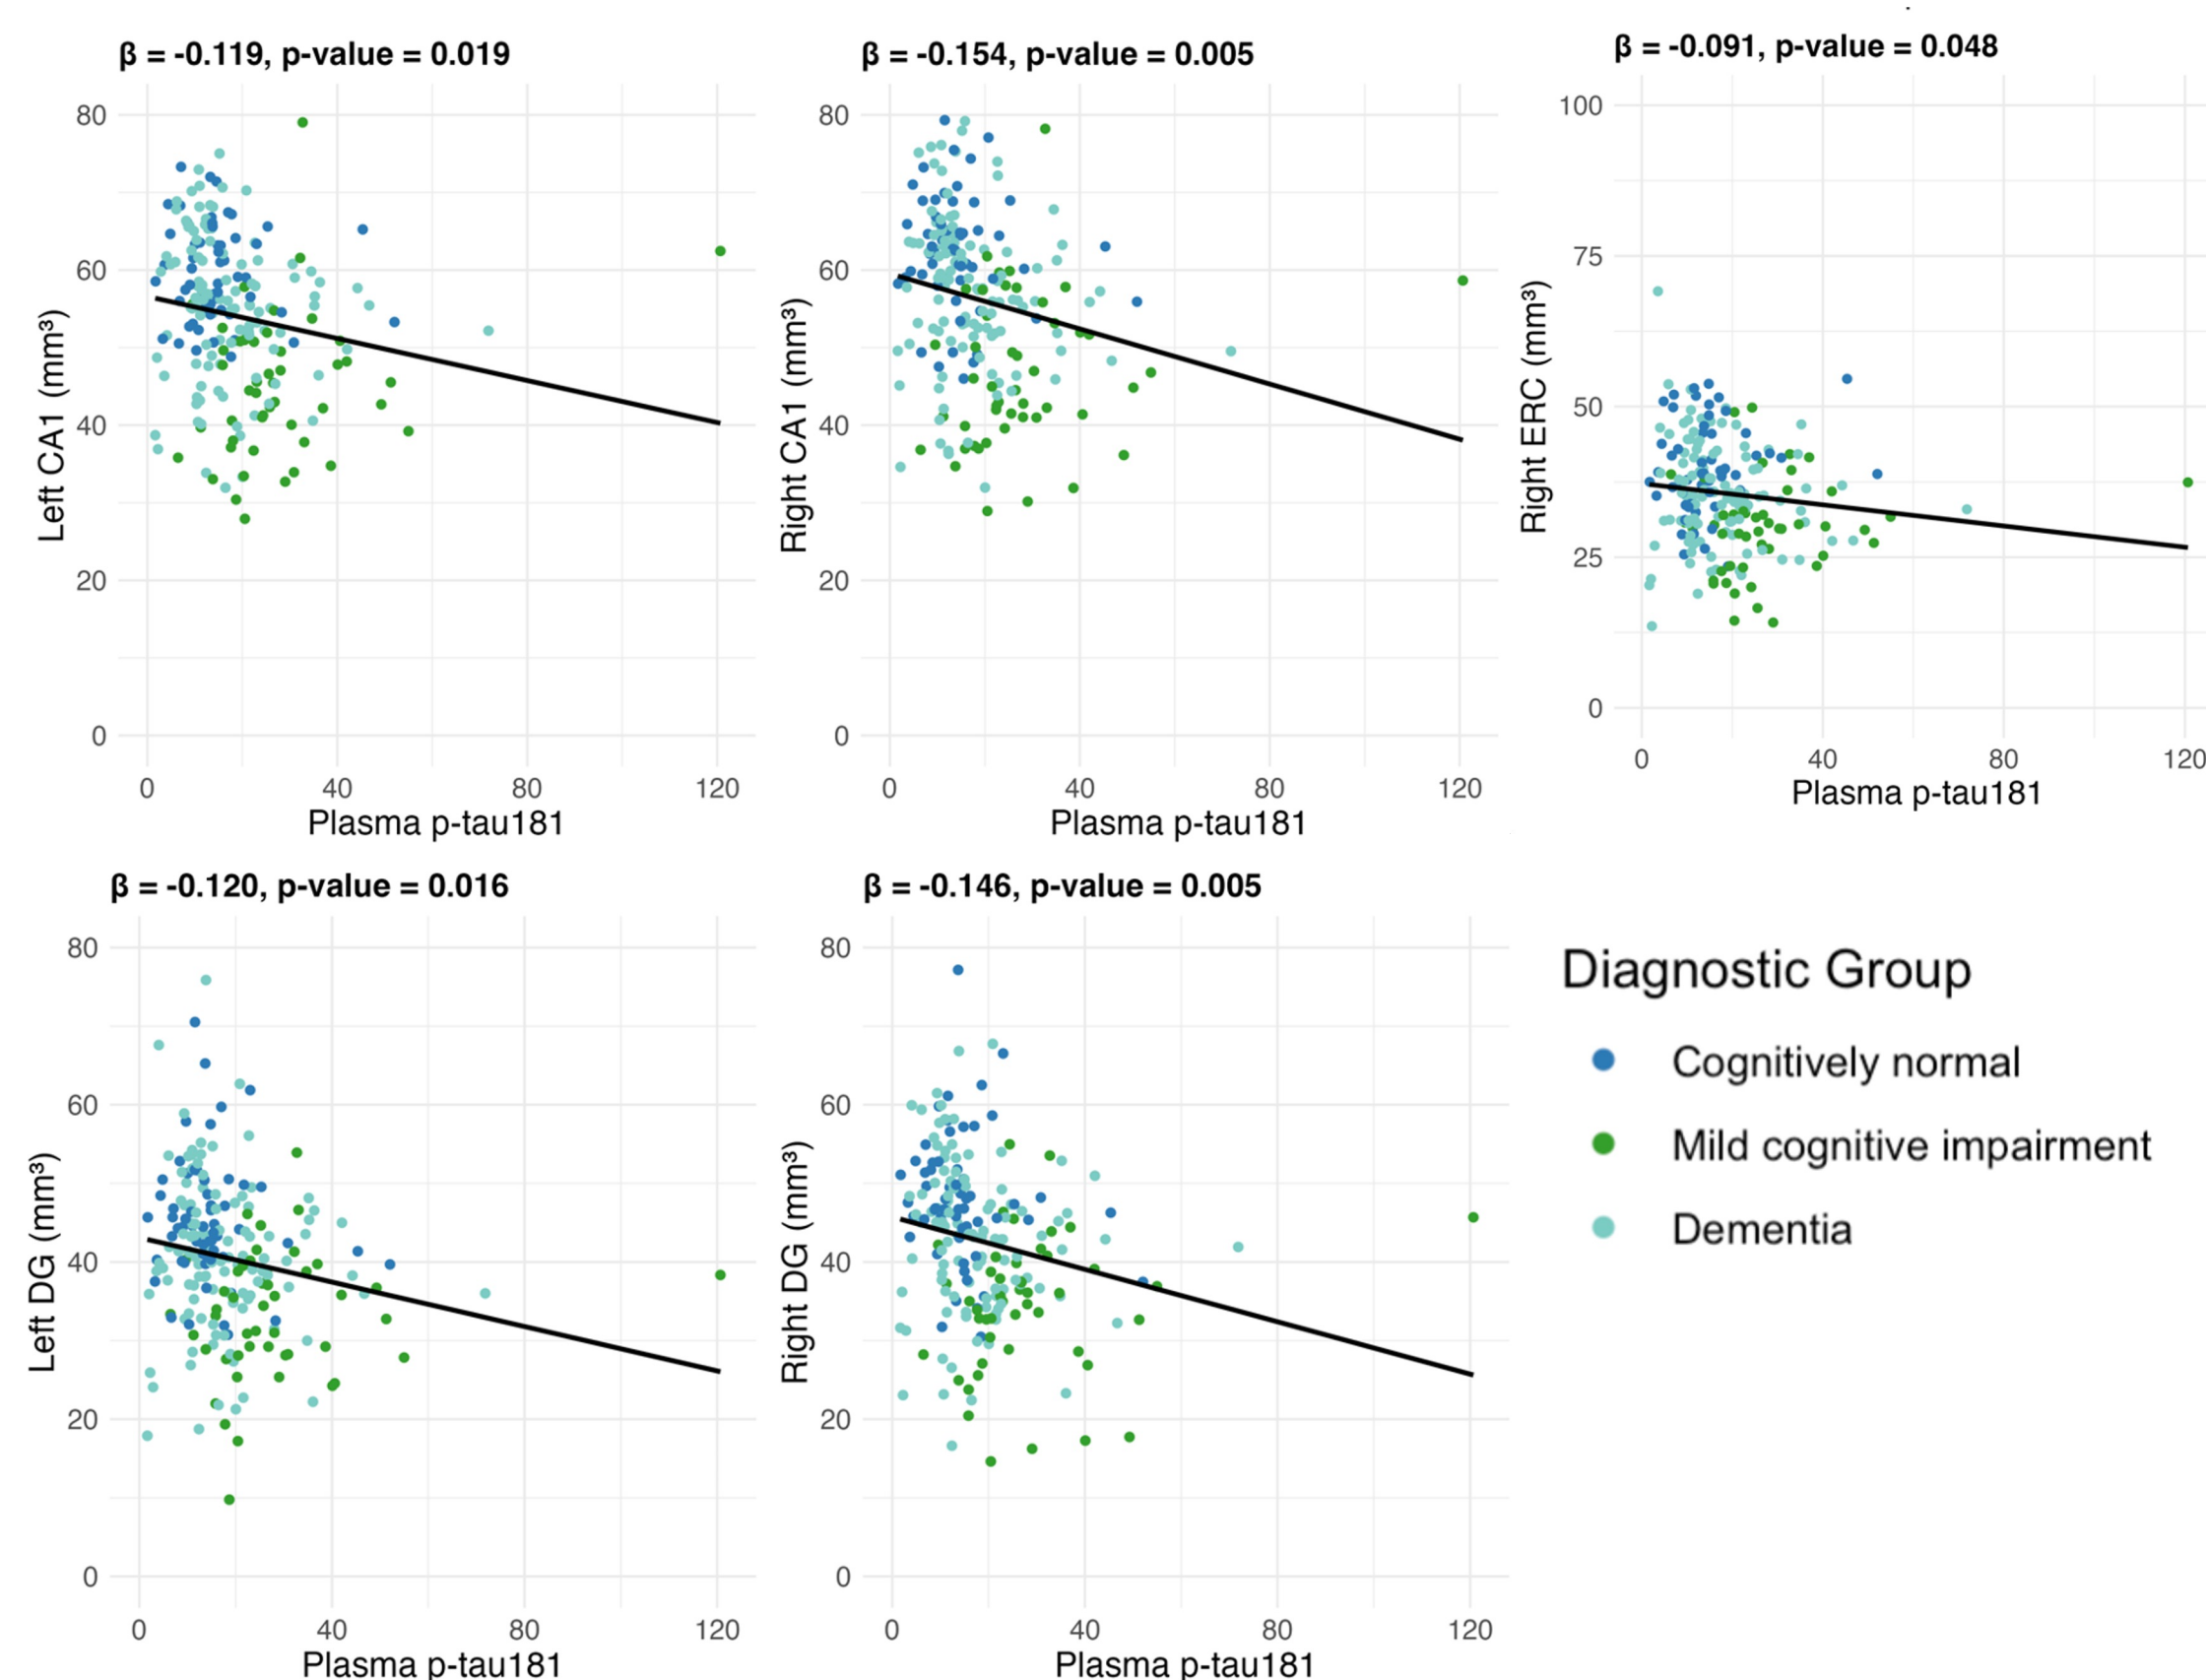 β = -0.119, p-value = 0.019
80
60
40
20
0
Left CA1 (mm³)
0 40 80 120
Plasma p-tau181
β = -0.154, p-value = 0.005
80
60
40
20
0
Right CA1 (mm³)
0 40 80 120
Plasma p-tau181
β = -0.091, p-value = 0.048
100
75
50
25
0
Right ERC (mm³)
0 40 80 120
Plasma p-tau181
β = -0.120, p-value = 0.016
80
60
40
20
0
Left DG (mm³)
0 40 80 120
Plasma p-tau181
β = -0.146, p-value = 0.005
80
60
40
20
0
Right DG (mm³)
0 40 80 120
Plasma p-tau181
Diagnostic Group
Cognitively normal
Mild cognitive impairment
Dementia